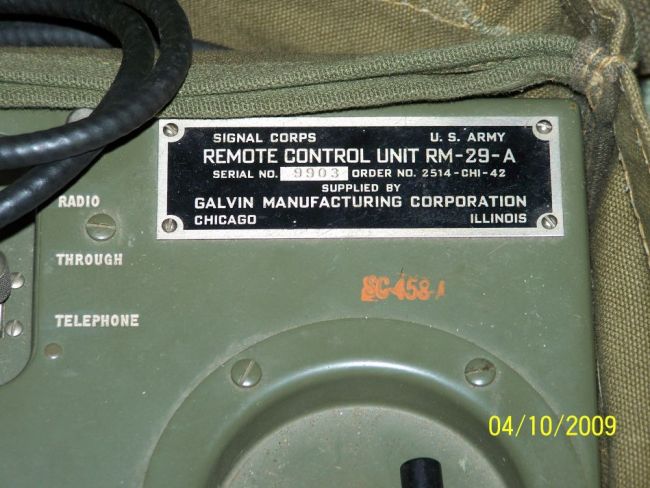 SIGNAL CORPS U. S. ARMY
REMOTE CONTROL UNIT RM-29-A
SERIAL NO. 9903 ORDER NO. 2514-CHI-42
SUPPLIED BY
GALVIN MANUFACTURING CORPORATION
CHICAGO ILLINOIS
RADIO
THROUGH
SC-458
TELEPHONE
04/10/2009